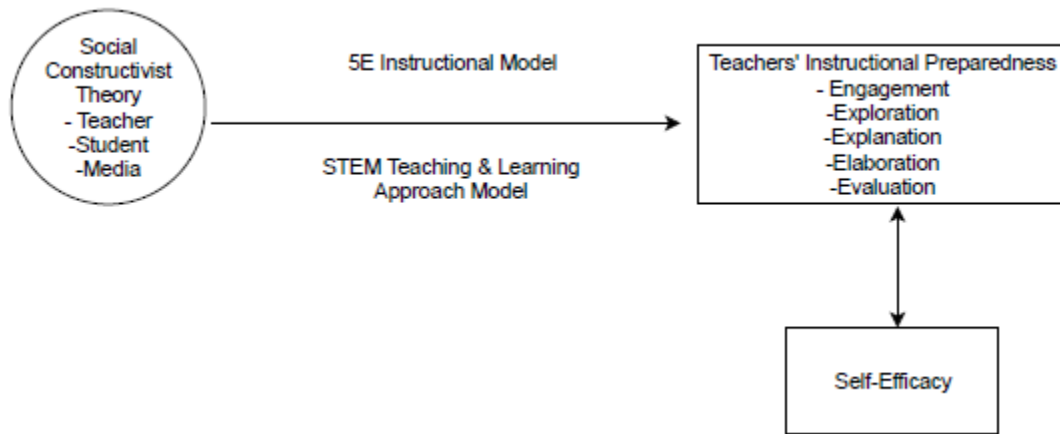 Social
Constructivist
Theory
- Teacher
-Student
-Media
5E Instructional Model
STEM Teaching & Learning
Approach Model
Teachers' Instructional Preparedness
- Engagement
-Exploration
-Explanation
-Elaboration
-Evaluation
Self-Efficacy